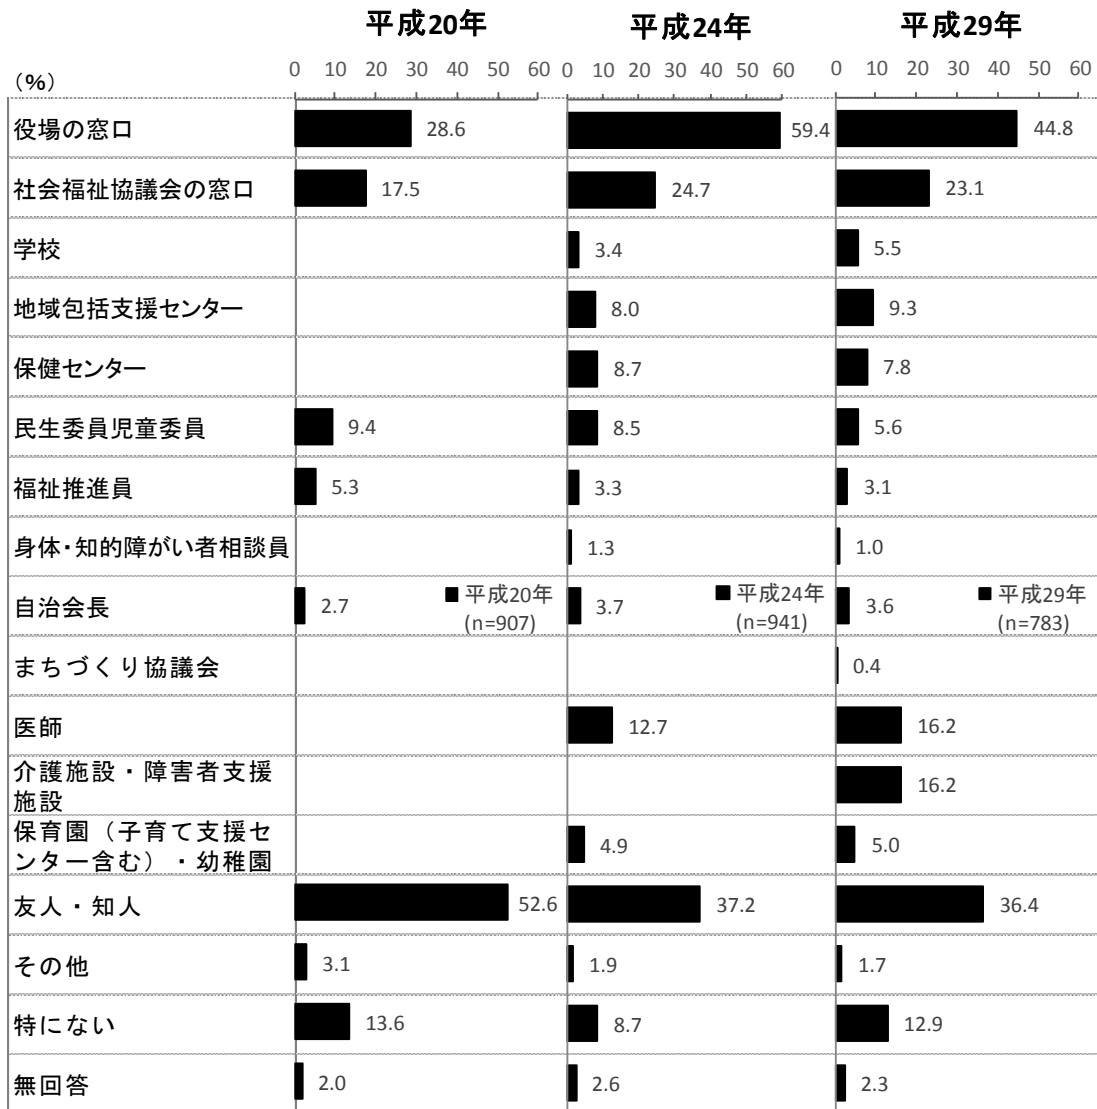 平成20年 平成24年 平成29年
(%) 0 10 20 30 40 50 60 0 10 20 30 40 50 60 0 10 20 30 40 50 60
役場の窓口 28.6 59.4 44.8
社会福祉協議会の窓口 17.5 24.7 23.1
学校 3.4 5.5
地域包括支援センター 8.0 9.3
保健センター 8.7 7.8
民生委員児童委員 9.4 8.5 5.6
福祉推進員 5.3 3.3 3.1
身体・知的障がい者相談員 1.3 1.0
自治会長 2.7 3.7 3.6
平成20年
(n=907)
平成24年
(n=941)
平成29年
(n=783)
まちづくり協議会 0.4
医師 12.7 16.2
介護施設・障害者支援
施設 16.2
保育園（子育て支援セ
ンター含む）・幼稚園 4.9 5.0
友人・知人 52.6 37.2 36.4
その他 3.1 1.9 1.7
特にない 13.6 8.7 12.9
無回答 2.0 2.6 2.3